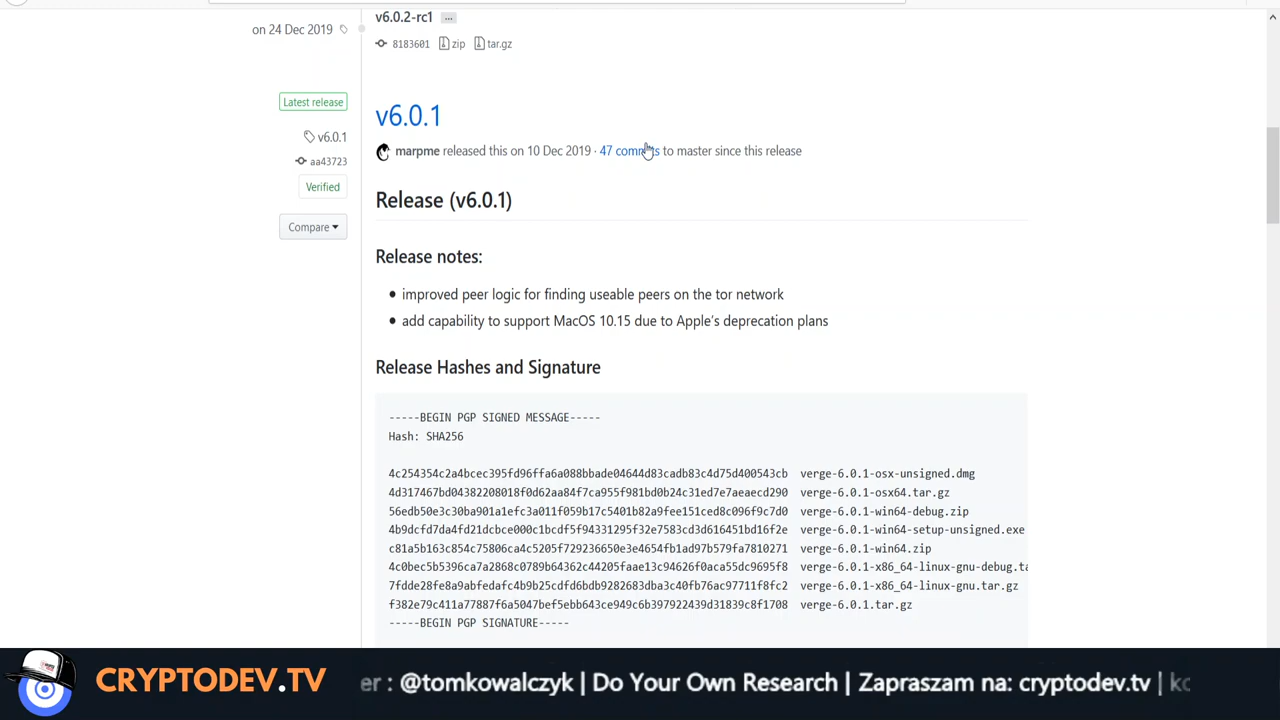 v6.0.2-rc1 ...
on 24 Dec 2019
8183601 zip tar.gz
Latest release
v6.0.1
v6.0.1
aa43723
marpme released this on 10 Dec 2019 · 47 commits to master since this release
Verified
Compare
Release (v6.0.1)
Release notes:
improved peer logic for finding useable peers on the tor network
add capability to support MacOS 10.15 due to Apple's deprecation plans
Release Hashes and Signature
-----BEGIN PGP SIGNED MESSAGE-----
Hash: SHA256
4c254354c2a4bcec395fd96ffa6a088bbade04644d83cadb83c4d75d400543cb verge-6.0.1-osx-unsigned.dmg
4d317467bd04382208018f0d62aa84f7ca955f981bd0b24c31ed7e7aeaecd290 verge-6.0.1-osx64.tar.gz
56edb50e3c30ba901a1efc3a011f059b17c5401b82a9fee151ced8c096f9c7d0 verge-6.0.1-win64-debug.zip
4b9dcfd7da4fd21dcbce000c1bcdf5f94331295f32e7583cd3d616451bd16f2e verge-6.0.1-win64-setup-unsigned.exe
c81a5b163c854c75806ca4c5205f729236650e3e4654fb1ad97b579fa7810271 verge-6.0.1-win64.zip
4c0bec5b5396ca7a2868c0789b64362c44205faae13c94626f0aca55dc9695f8 verge-6.0.1-x86_64-linux-gnu-debug.ta
7fdde28fe8a9abfedafc4b9b25cdfd6bdb9282683dba3c40fb76ac97711f8fc2 verge-6.0.1-x86_64-linux-gnu.tar.gz
f382e79c411a77887f6a5047bef5ebb643ce949c6b397922439d31839c8f1708 verge-6.0.1.tar.gz
-----BEGIN PGP SIGNATURE-----
CRYPTODEV.TV
er : @tomkowalczyk | Do Your Own Research | Zapraszam na: cryptodev.tv | ko